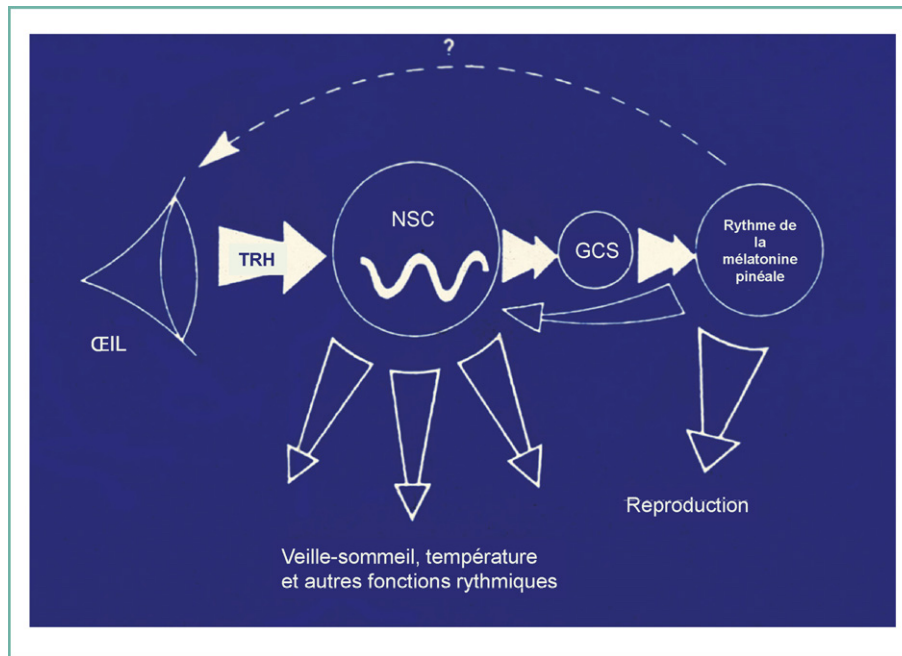 ?
NSC
TRH
GCS
Rythme de
la
mélatonine
pinéale
ŒIL
Reproduction
Veille-sommeil, température
et autres fonctions rythmiques